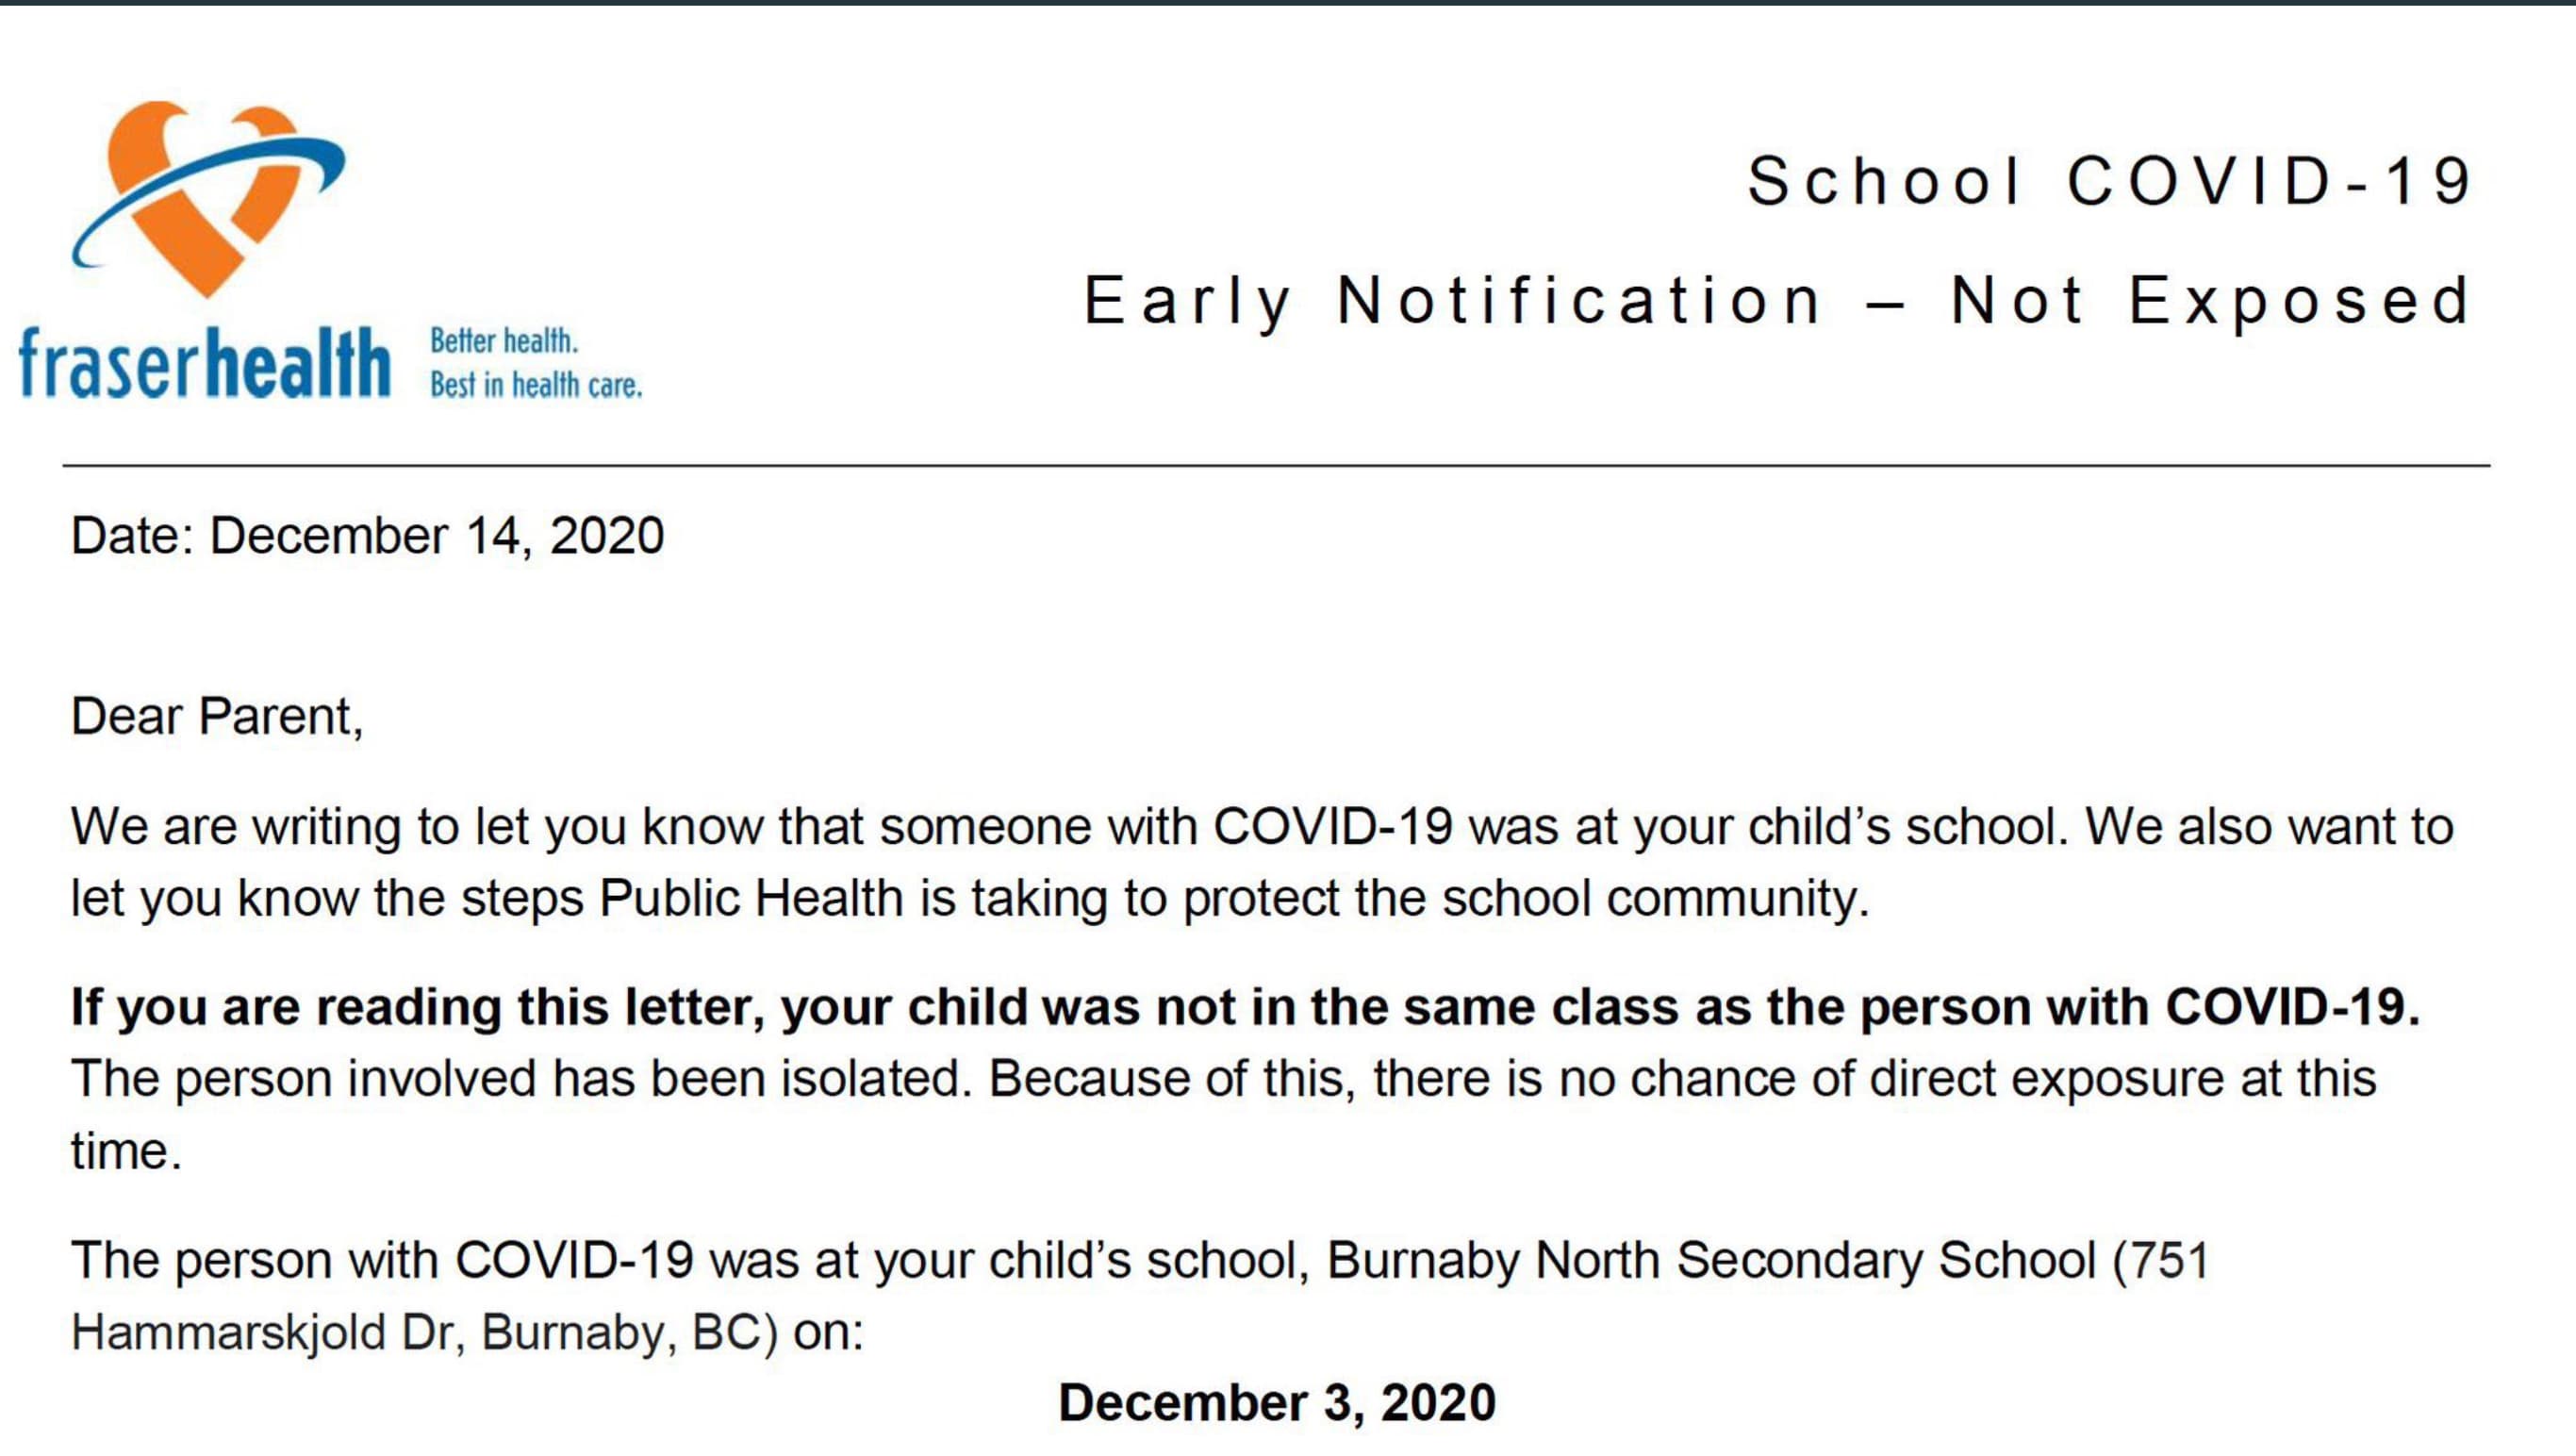 School COVID-19
Early Notification – Not Exposed
fraserhealth
Better health.
Best in health care.
Date: December 14, 2020
Dear Parent,
We are writing to let you know that someone with COVID-19 was at your child’s school. We also want to
let you know the steps Public Health is taking to protect the school community.
If you are reading this letter, your child was not in the same class as the person with COVID-19.
The person involved has been isolated. Because of this, there is no chance of direct exposure at this
time.
The person with COVID-19 was at your child’s school, Burnaby North Secondary School (751
Hammarskjold Dr, Burnaby, BC) on:
December 3, 2020